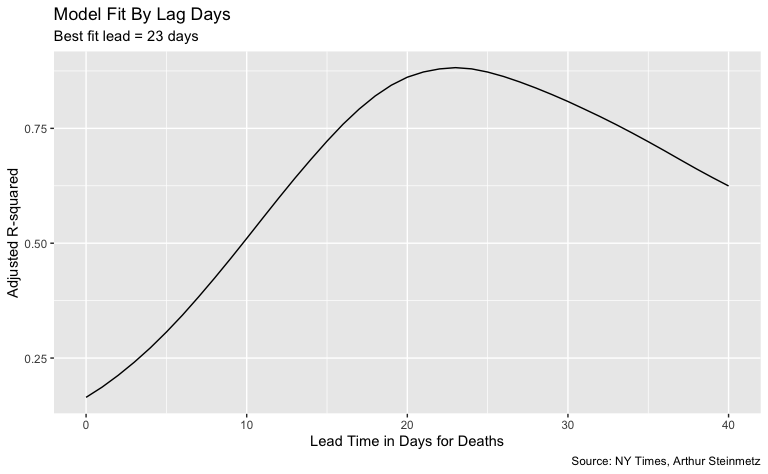 Model Fit By Lag Days
Best fit lead = 23 days
Adjusted R-squared
0.75
0.50
0.25
0 10 20 30 40
Lead Time in Days for Deaths
Source: NY Times, Arthur Steinmetz